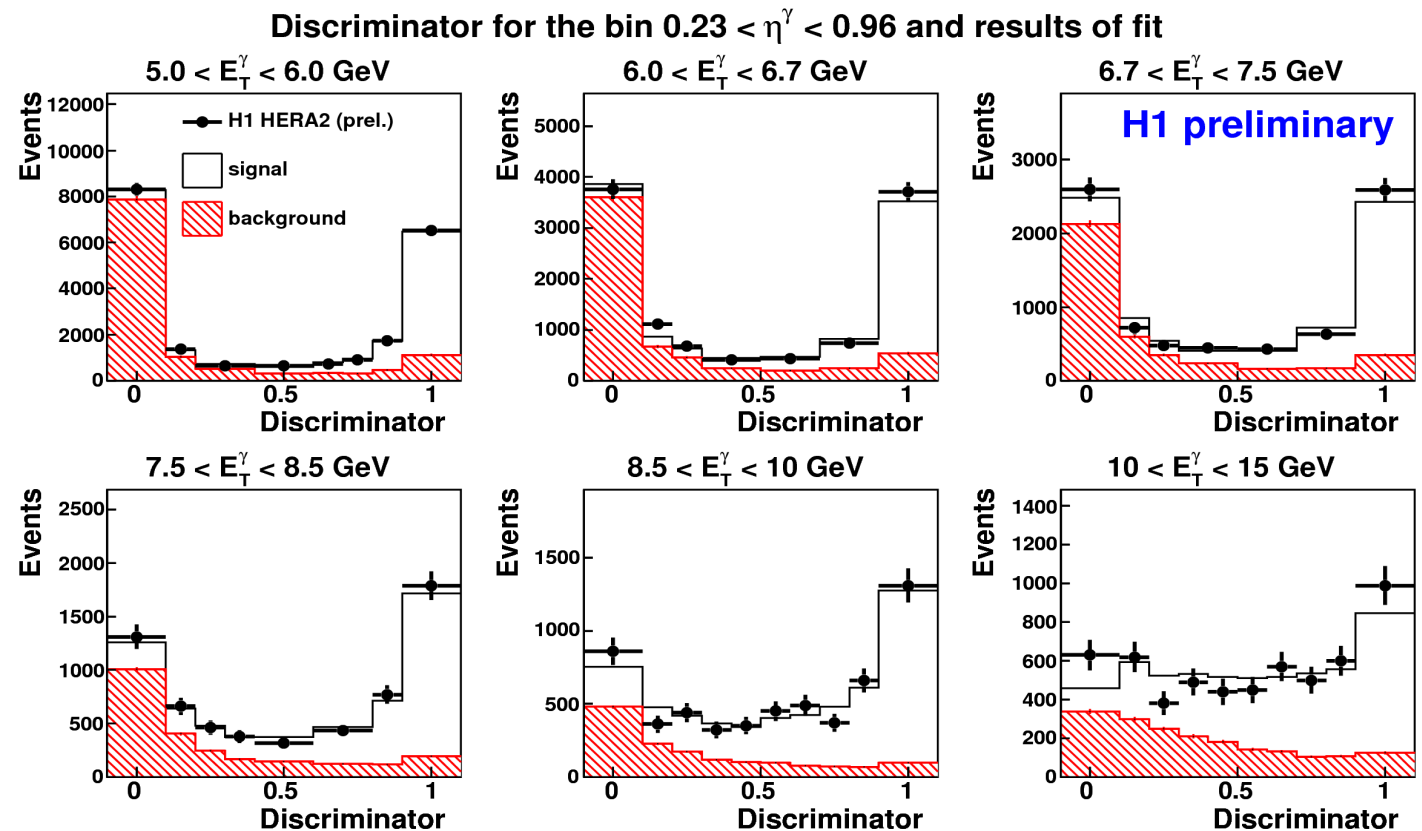 Discriminator for the bin 0.23 < η^γ < 0.96 and results of fit
5.0 < E_T^γ < 6.0 GeV
Events
12000
10000
8000
6000
4000
2000
0
H1 HERA2 (prel.)
signal
background
0 0.5 1
Discriminator
6.0 < E_T^γ < 6.7 GeV
Events
5000
4000
3000
2000
1000
0
0 0.5 1
Discriminator
6.7 < E_T^γ < 7.5 GeV
H1 preliminary
Events
3000
2000
1000
0
0 0.5 1
Discriminator
7.5 < E_T^γ < 8.5 GeV
Events
2500
2000
1500
1000
500
0
0 0.5 1
Discriminator
8.5 < E_T^γ < 10 GeV
Events
1500
1000
500
0
0 0.5 1
Discriminator
10 < E_T^γ < 15 GeV
Events
1400
1200
1000
800
600
400
200
0
0 0.5 1
Discriminator